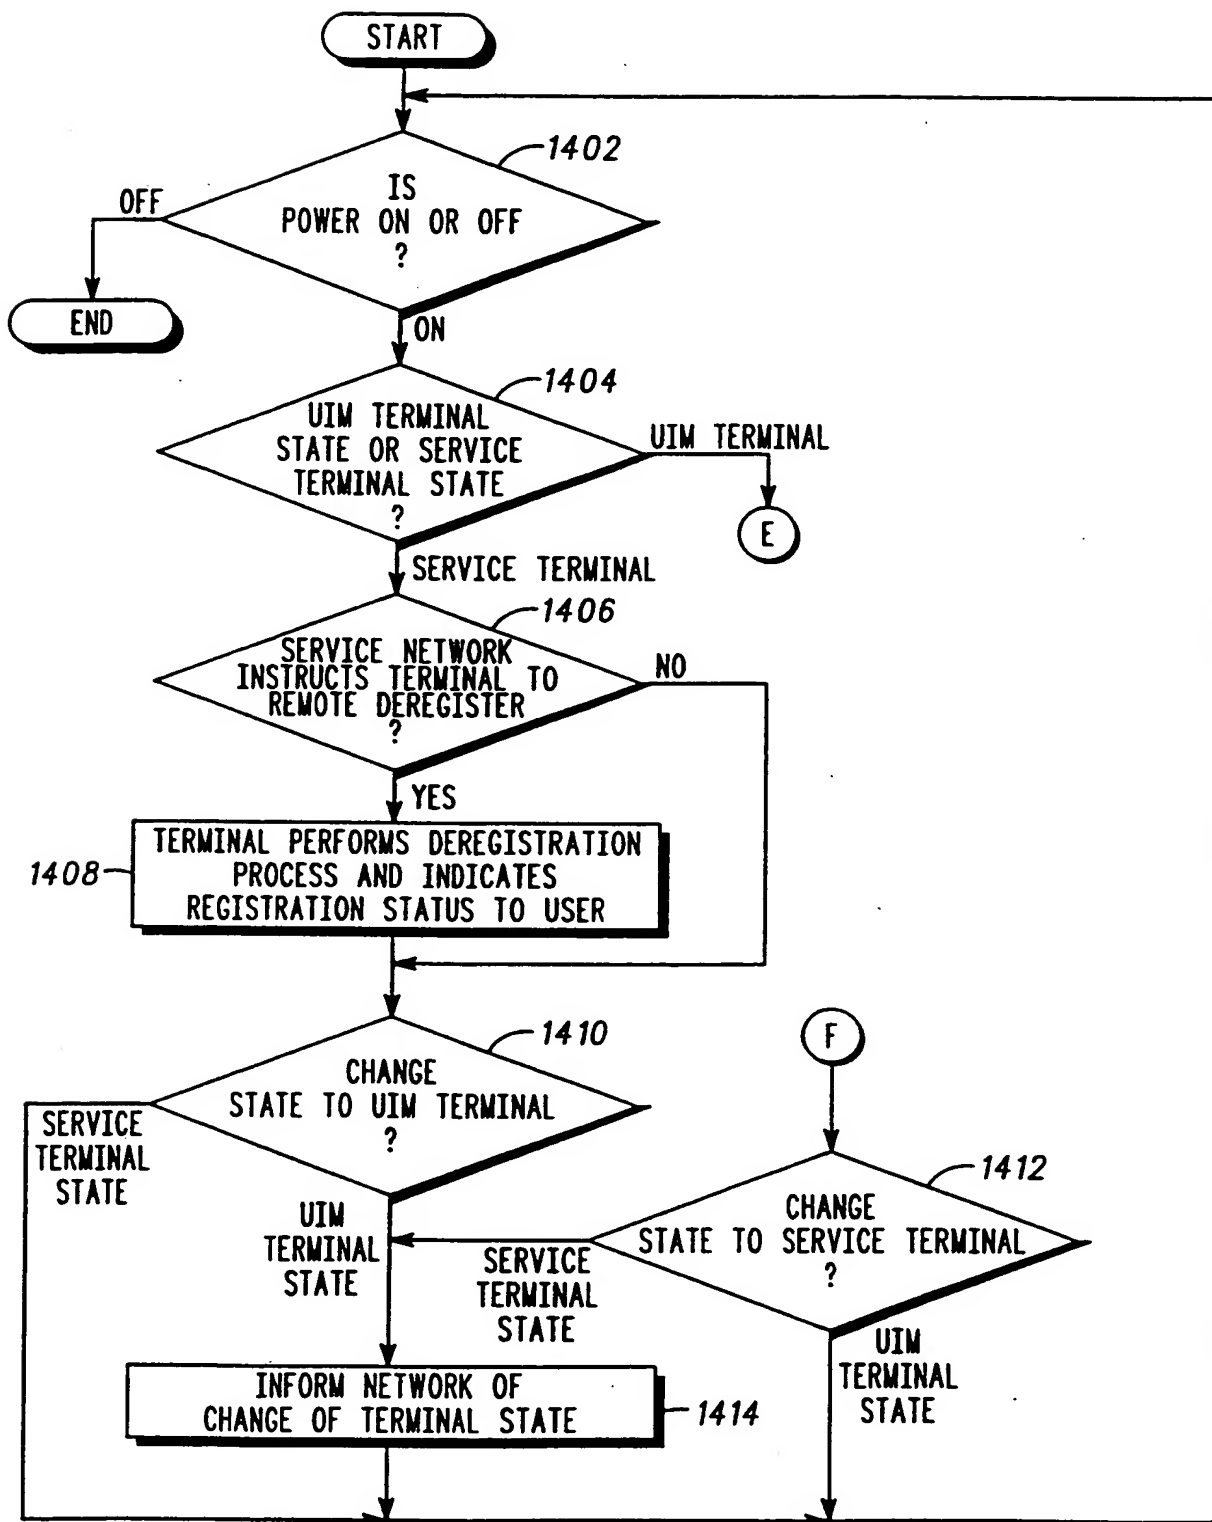 START
1402
IS
POWER ON OR OFF
?
OFF
END
ON
1404
UIM TERMINAL
STATE OR SERVICE
TERMINAL STATE
?
UIM TERMINAL
E
SERVICE TERMINAL
1406
SERVICE NETWORK
INSTRUCTS TERMINAL TO
REMOTE DEREGISTER
?
NO
YES
1408
TERMINAL PERFORMS DEREGISTRATION
PROCESS AND INDICATES
REGISTRATION STATUS TO USER
1410
CHANGE
STATE TO UIM TERMINAL
?
SERVICE
TERMINAL
STATE
UIM
TERMINAL
STATE
F
1412
CHANGE
STATE TO SERVICE TERMINAL
?
SERVICE
TERMINAL
STATE
UIM
TERMINAL
STATE
INFORM NETWORK OF
CHANGE OF TERMINAL STATE
1414